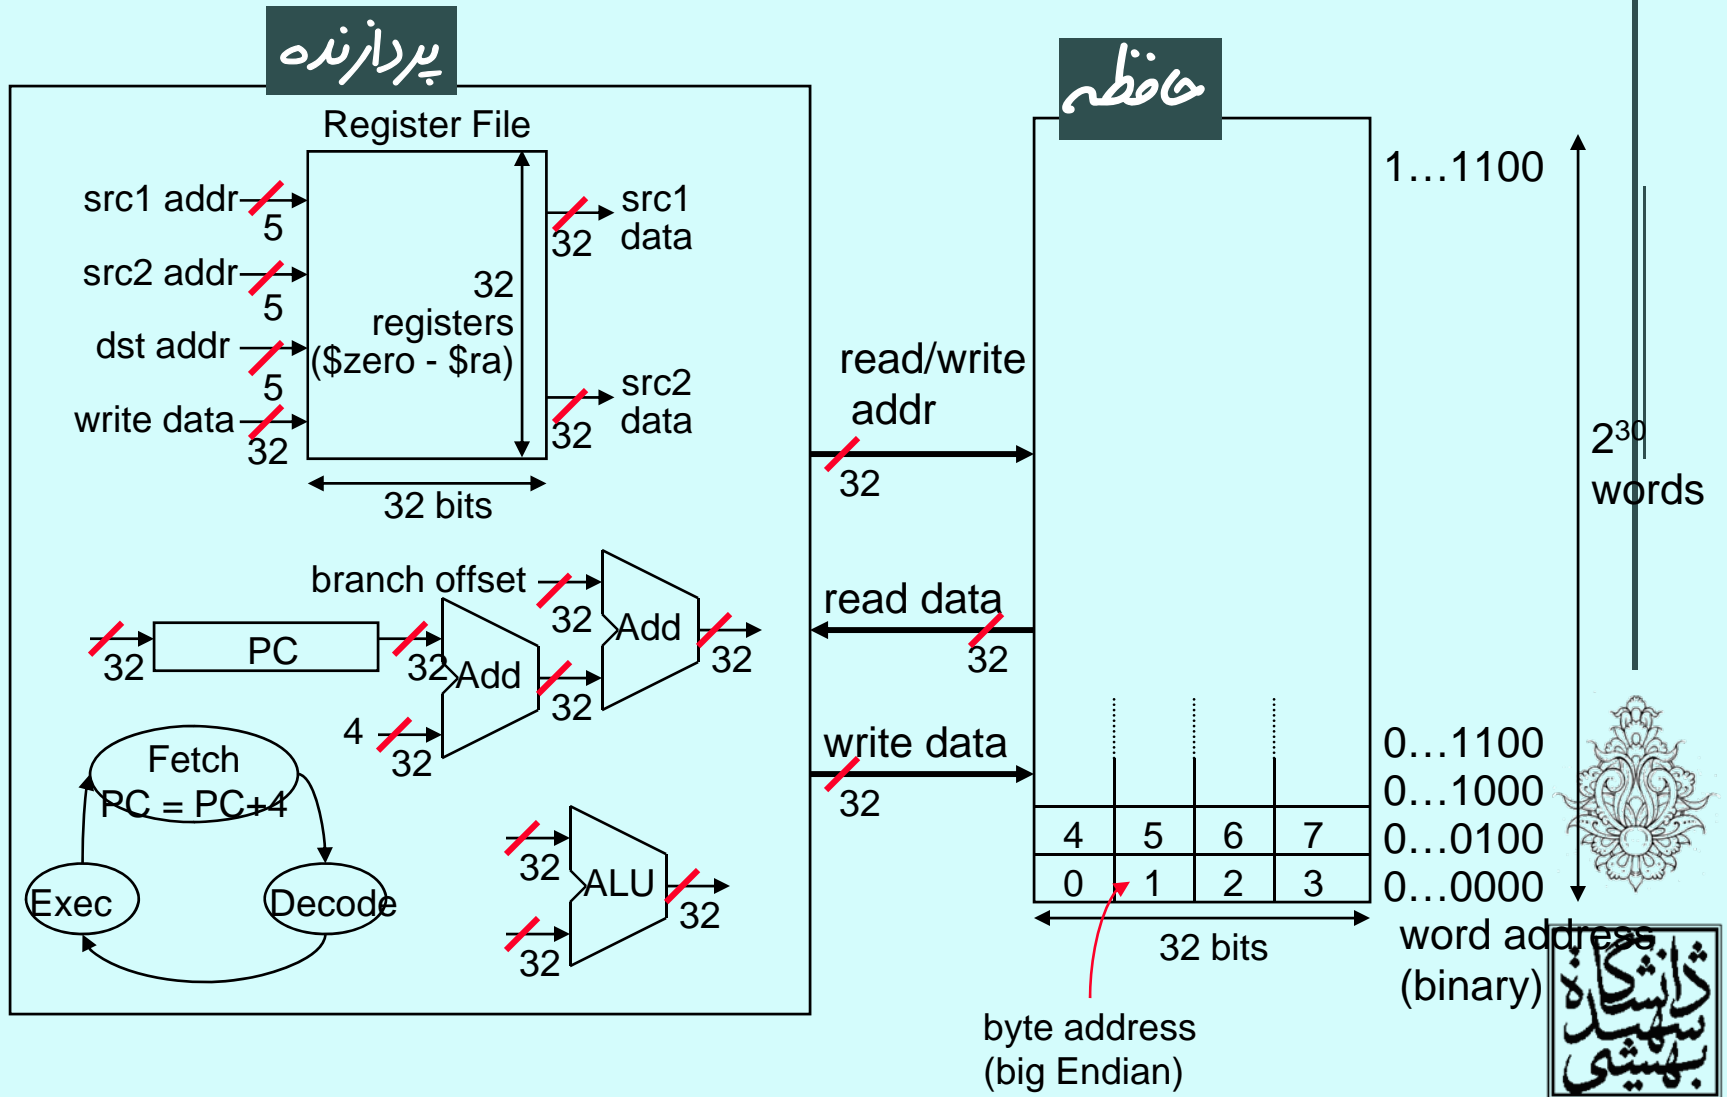 پردازنده
Register File
src1 addr
5
src2 addr
5
dst addr
5
write data
32
32
registers
($zero - $ra)
32 bits
src1
data
32
src2
data
32
branch offset
32
Add
32
PC
32
32
Add
32
4
32
Fetch
PC = PC+4
Exec
Decode
32
ALU
32
32
read/write
addr
32
read data
32
write data
32
حافظه
1...1100
2³⁰
words
0...1100
0...1000
4 5 6 7
0...0100
0 1 2 3
0...0000
32 bits
word address
(binary)
byte address
(big Endian)
دانشگاه
شهید
بهشتی